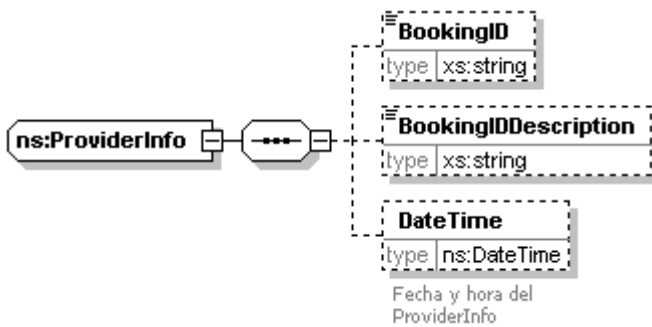 BookingID
type xs:string
ns:ProviderInfo
BookingIDDescription
type xs:string
DateTime
type ns:DateTime
Fecha y hora del
ProviderInfo